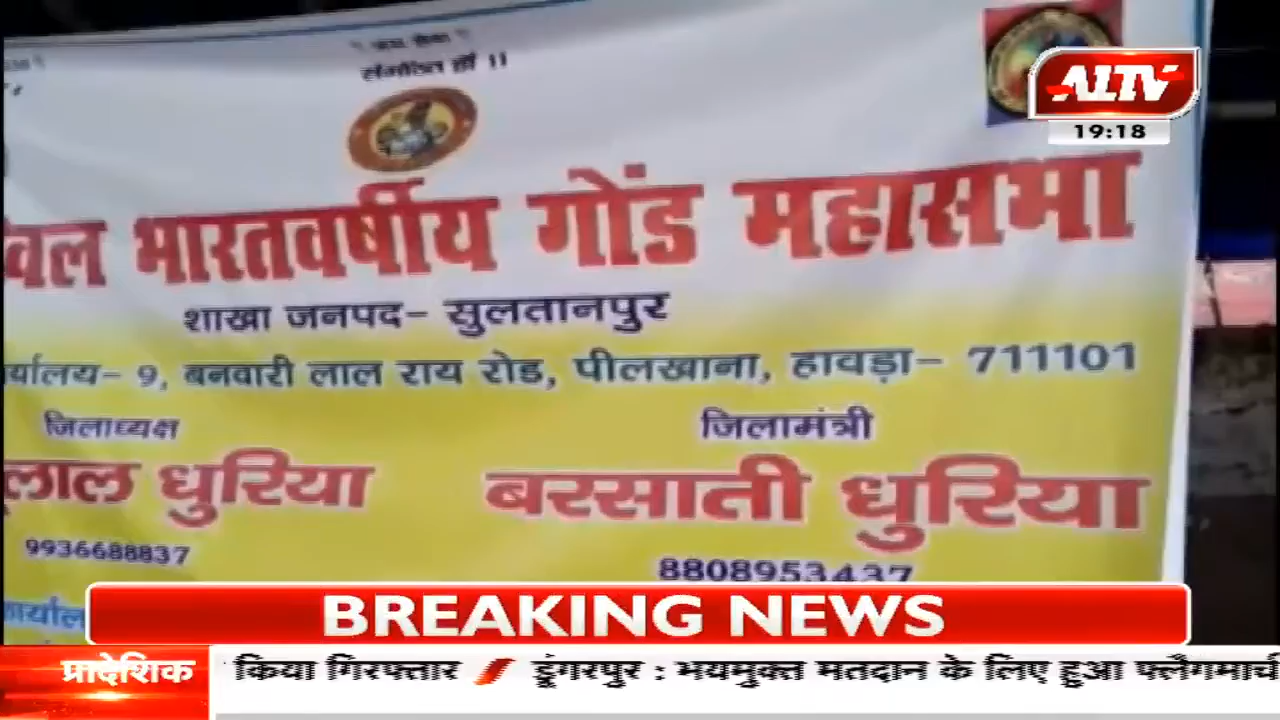 संगठित हों ।।
ALTV
19:18
भारतवर्षीय गोंड महासभा
शाखा जनपद- सुलतानपुर
र्यालय- 9, बनवारी लाल राय रोड, पीलखाना, हावड़ा- 711101
जिलाध्यक्ष
जिलामंत्री
लाल धुरिया
बरसाती धुरिया
9936688837
8808953437
BREAKING NEWS
प्रादेशिक
किया गिरफ्तार / डूंगरपुर : भयमुक्त मतदान के लिए हुआ फ्लैगमार्च